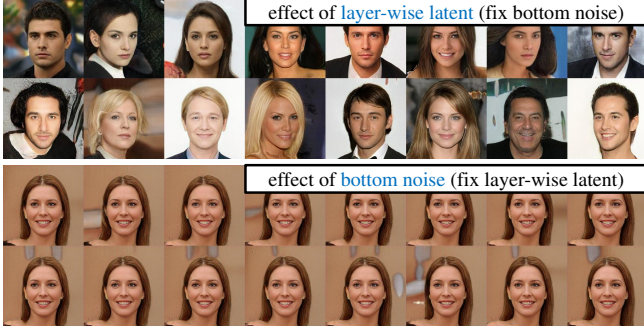 effect of layer-wise latent (fix bottom noise)
effect of bottom noise (fix layer-wise latent)